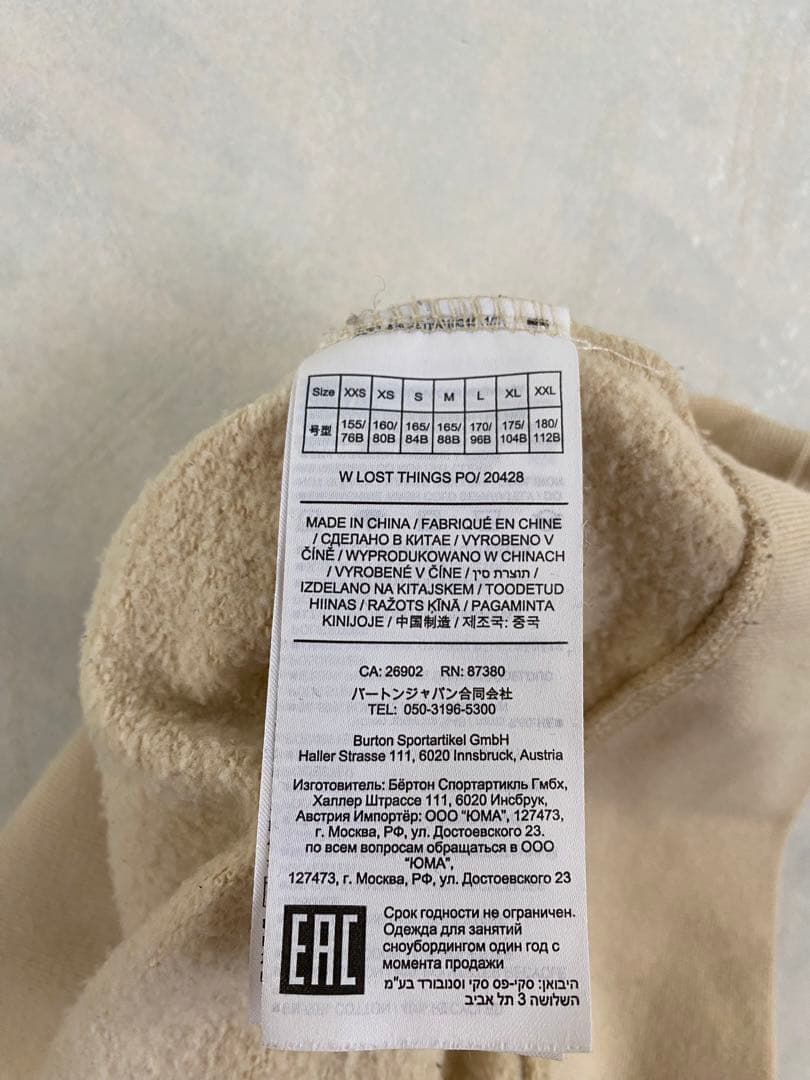 Size XXS XS S M L XL XXL
号型 155/76B 160/80B 165/84B 165/88B 170/96B 175/104B 180/112B
W LOST THINGS PO/ 20428
MADE IN CHINA / FABRIQUÉ EN CHINE
/ СДЕЛАНО В КИТАЕ / VYROBENO V
ČÍNĚ / WYPRODUKOWANO W CHINACH
/ VYROBENÉ V ČÍNE / תוצרת סין /
IZDELANO NA KITAJSKEM / TOODETUD
HIINAS / RAŽOTS ĶĪNĀ / PAGAMINTA
KINIJOJE / 中国制造 / 제조국: 중국
CA: 26902 RN: 87380
バートンジャパン合同会社
TEL: 050-3196-5300
Burton Sportartikel GmbH
Haller Strasse 111, 6020 Innsbruck, Austria
Изготовитель: Бёртон Спортартикль Гмбх,
Халлер Штрассе 111, 6020 Инсбрук,
Австрия Импортёр: ООО "ЮМА", 127473,
г. Москва, РФ, ул. Достоевского 23.
по всем вопросам обращаться в ООО
"ЮМА",
127473, г. Москва, РФ, ул. Достоевского 23
EAC
Срок годности не ограничен.
Одежда для занятий
сноубордингом один год с
момента продажи
היבואן: סקי-פס סקי וסנובורד בע"מ
השלושה 3 תל אביב